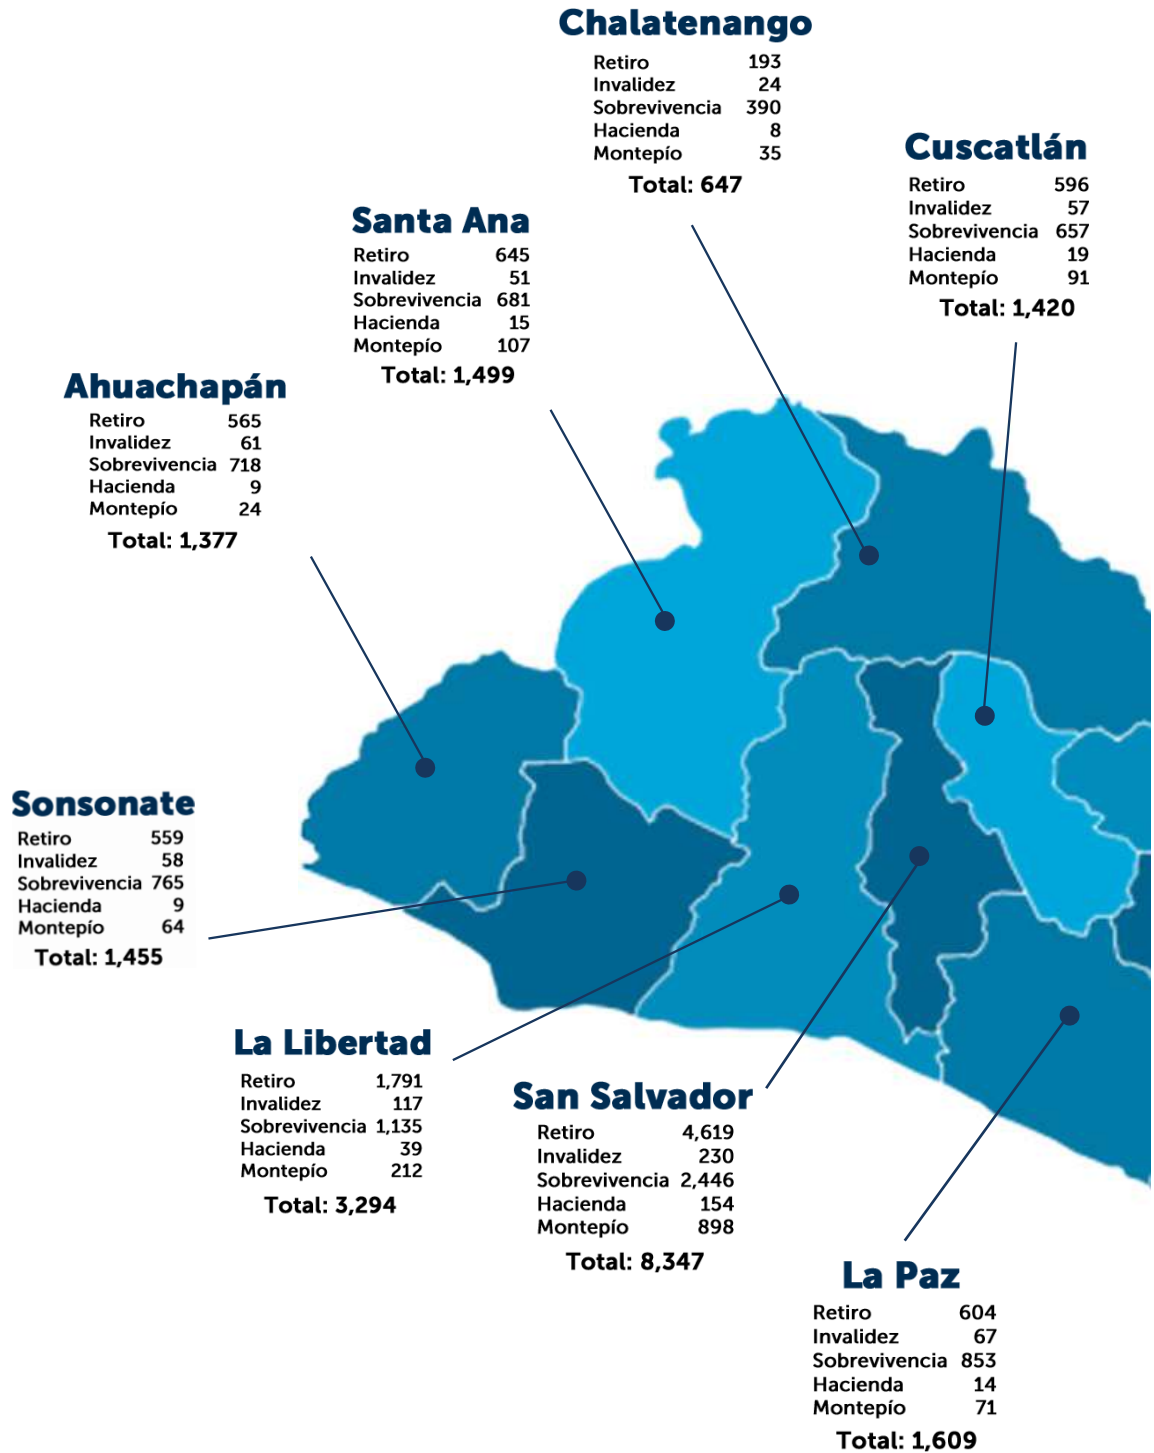 Chalatenango
Retiro 193
Invalidez 24
Sobrevivencia 390
Hacienda 8
Montepío 35
Total: 647
Cuscatlán
Retiro 596
Invalidez 57
Sobrevivencia 657
Hacienda 19
Montepío 91
Total: 1,420
Santa Ana
Retiro 645
Invalidez 51
Sobrevivencia 681
Hacienda 15
Montepío 107
Total: 1,499
Ahuachapán
Retiro 565
Invalidez 61
Sobrevivencia 718
Hacienda 9
Montepío 24
Total: 1,377
Sonsonate
Retiro 559
Invalidez 58
Sobrevivencia 765
Hacienda 9
Montepío 64
Total: 1,455
La Libertad
Retiro 1,791
Invalidez 117
Sobrevivencia 1,135
Hacienda 39
Montepío 212
Total: 3,294
San Salvador
Retiro 4,619
Invalidez 230
Sobrevivencia 2,446
Hacienda 154
Montepío 898
Total: 8,347
La Paz
Retiro 604
Invalidez 67
Sobrevivencia 853
Hacienda 14
Montepío 71
Total: 1,609